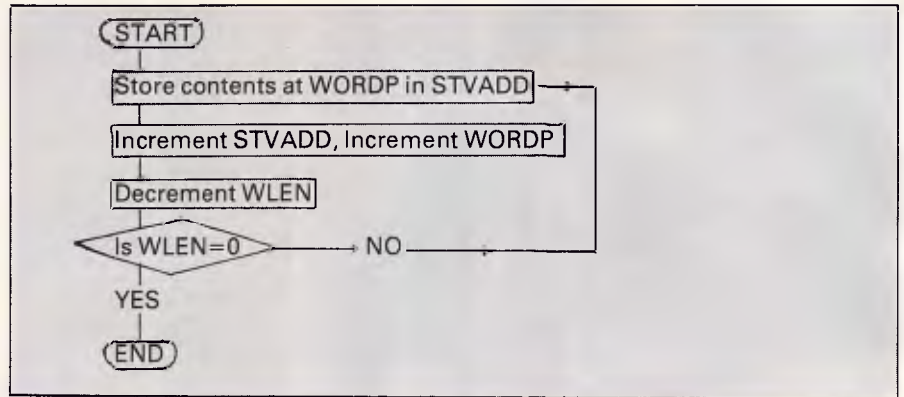 START
Store contents at WORDP in STVADD
Increment STVADD, Increment WORDP
Decrement WLEN
Is WLEN=0
NO
YES
END